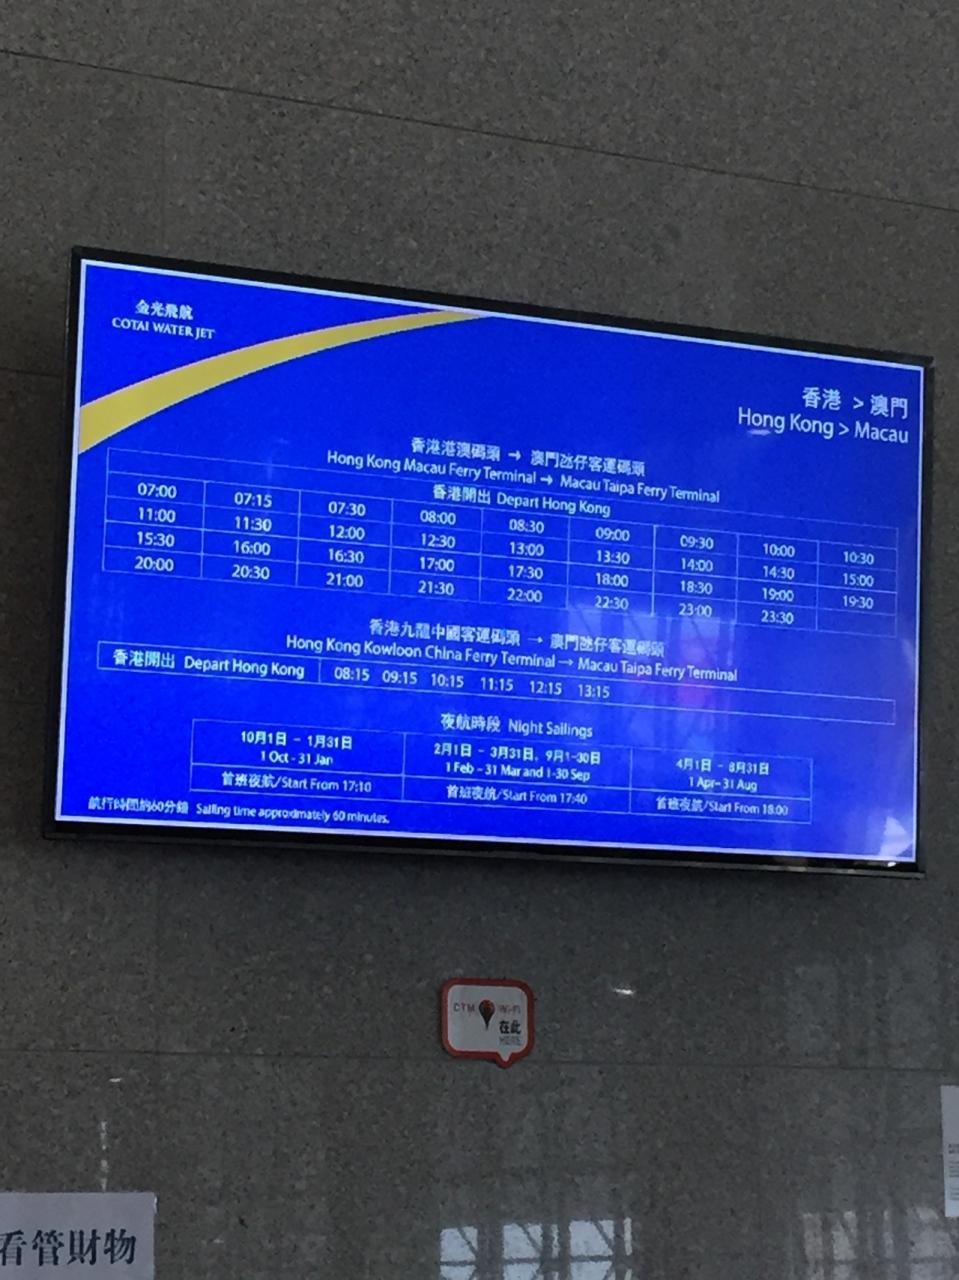 金光飛航
COTAI WATER JET
香港 > 澳門
Hong Kong > Macau
香港港澳碼頭 → 澳門氹仔客運碼頭
Hong Kong Macau Ferry Terminal → Macau Taipa Ferry Terminal
香港開出 Depart Hong Kong
07:00 07:15 07:30 08:00 08:30 09:00 09:30 10:00 10:30
11:00 11:30 12:00 12:30 13:00 13:30 14:00 14:30 15:00
15:30 16:00 16:30 17:00 17:30 18:00 18:30 19:00 19:30
20:00 20:30 21:00 21:30 22:00 22:30 23:00 23:30
香港九龍中國客運碼頭 → 澳門氹仔客運碼頭
Hong Kong Kowloon China Ferry Terminal → Macau Taipa Ferry Terminal
香港開出 Depart Hong Kong 08:15 09:15 10:15 11:15 12:15 13:15
夜航時段 Night Sailings
10月1日 - 1月31日 2月1日 - 3月31日, 9月1-30日 4月1日 - 8月31日
1 Oct - 31 Jan 1 Feb - 31 Mar and 1-30 Sep 1 Apr- 31 Aug
首班夜航/Start From 17:10 首班夜航/Start From 17:40 首班夜航/Start From 18:00
航行時間約60分鐘 Sailing time approximately 60 minutes.
CTM Wi-Fi
在此
HERE
看管財物